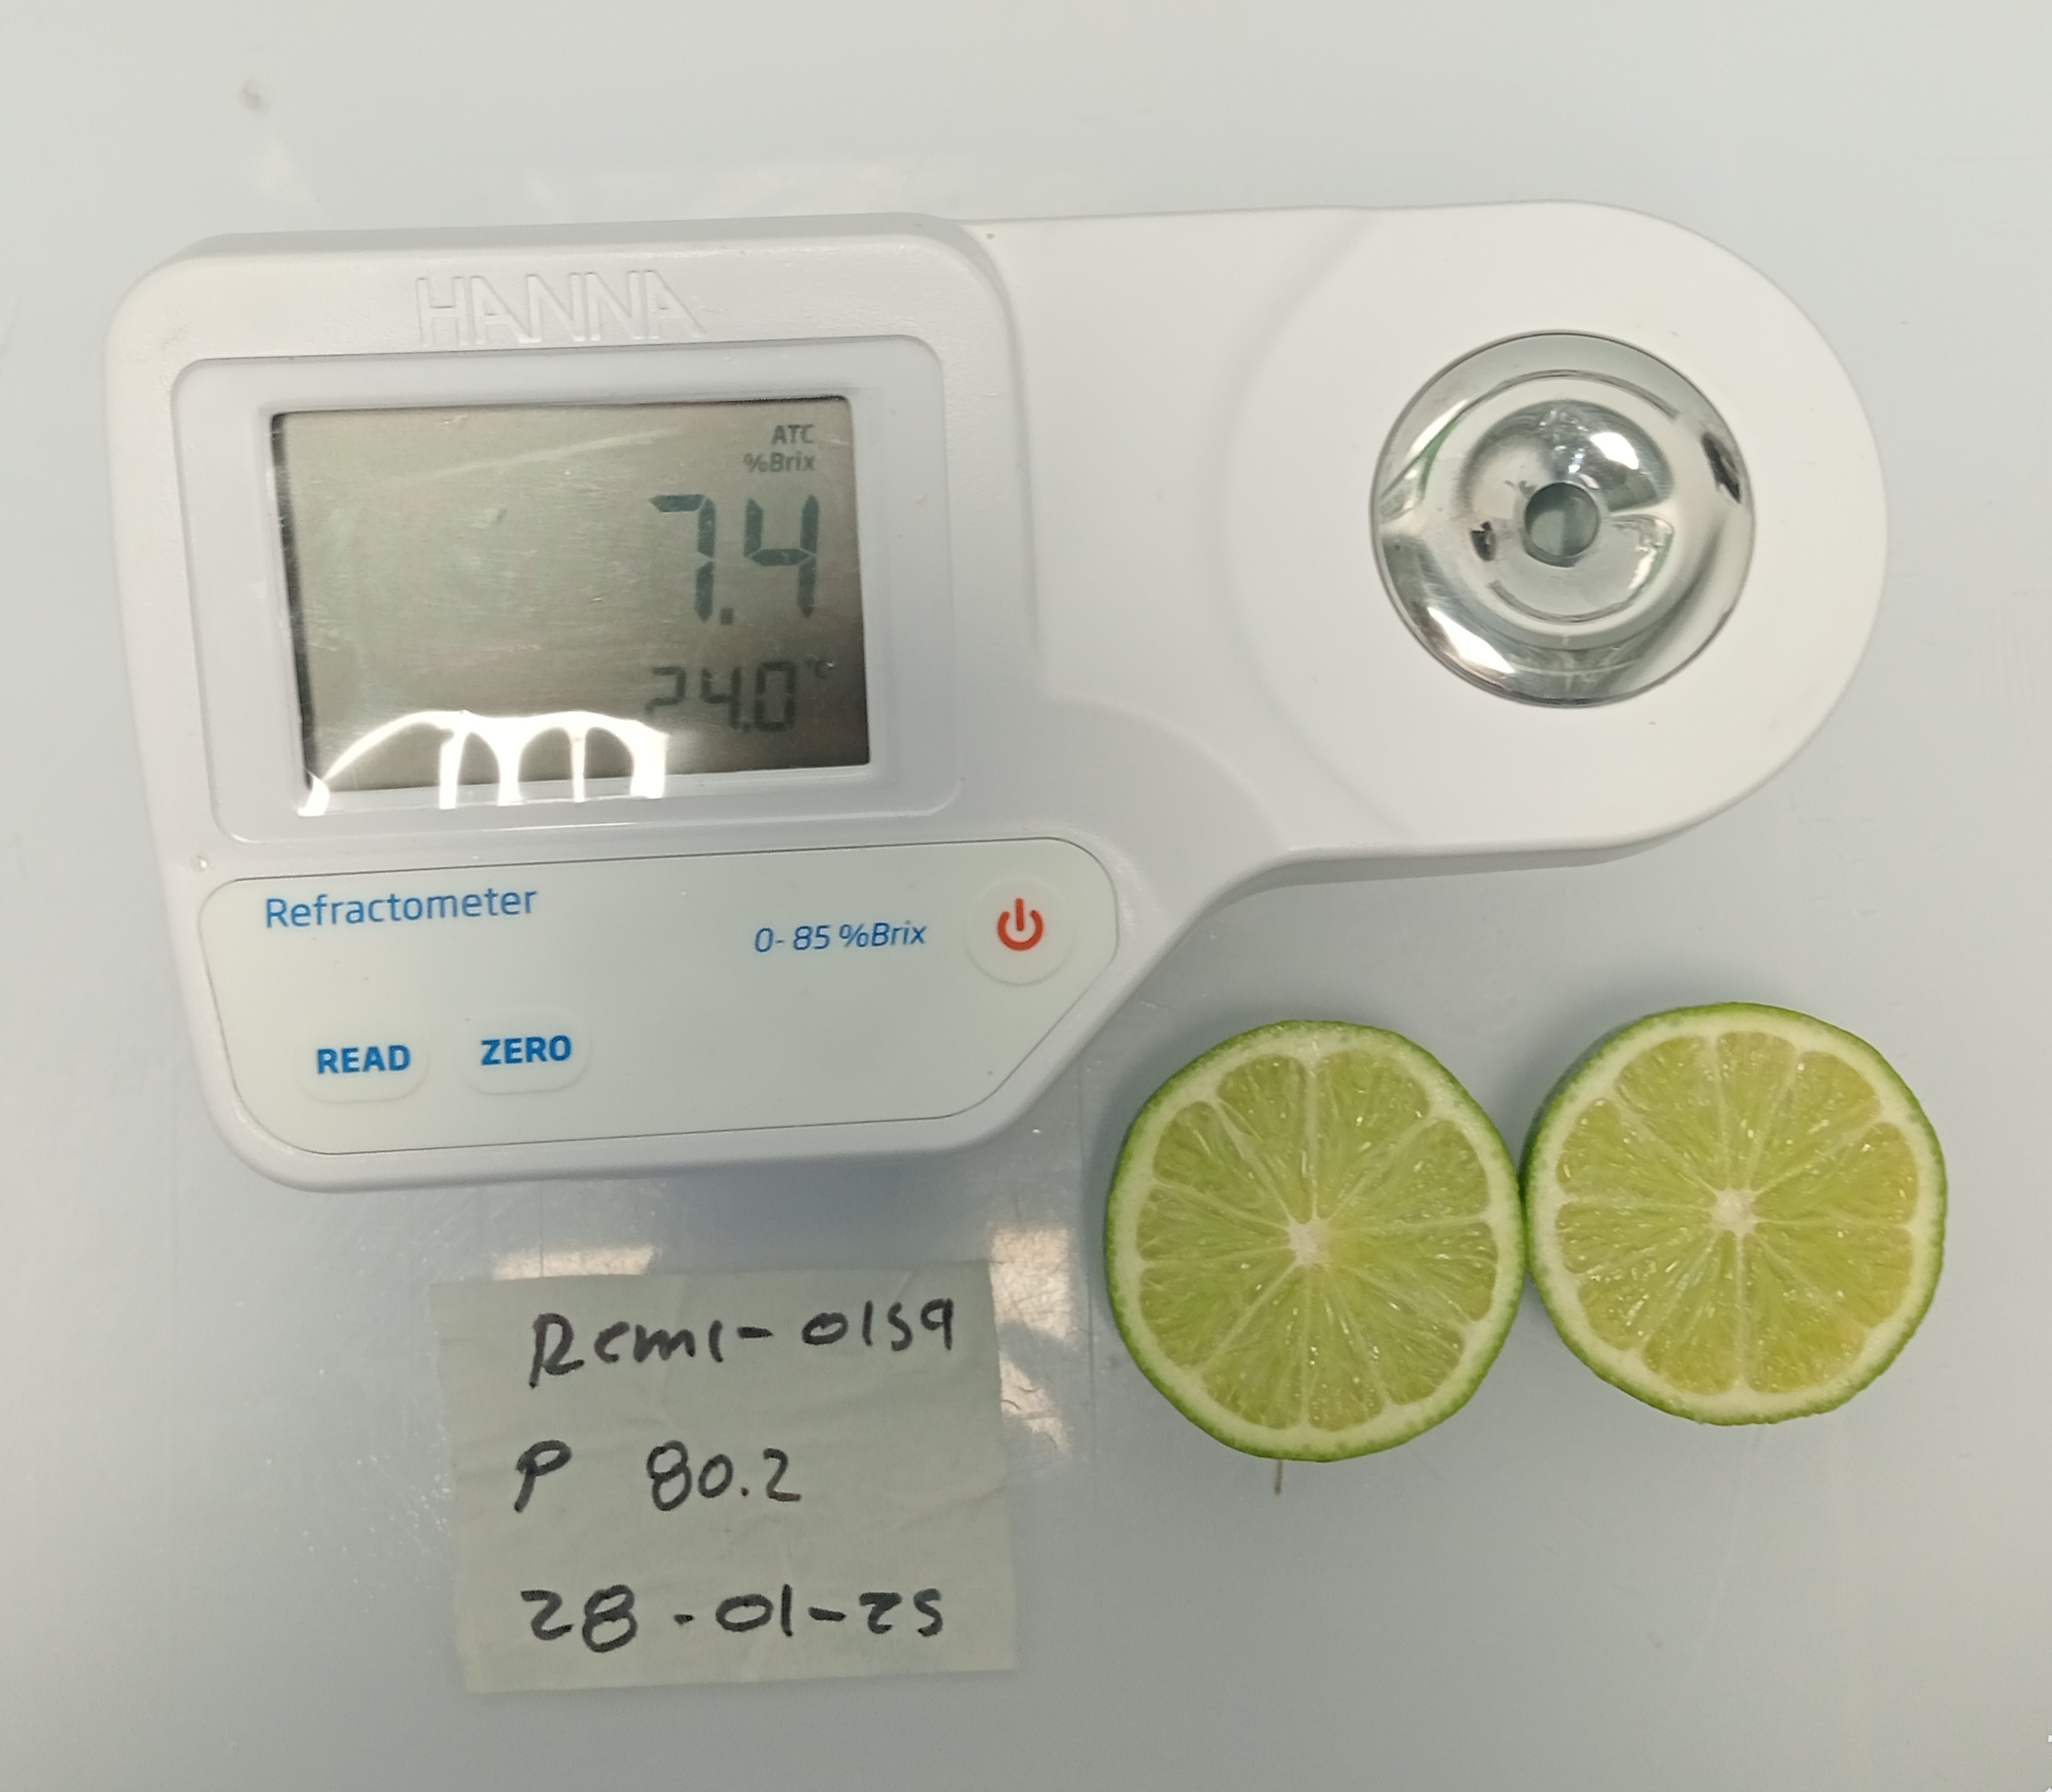 HANNA
ATC
%Brix
7.4
24.0°C
Refractometer
0-85 %Brix
READ
ZERO
Remi-0159
P 80.2
28-01-25